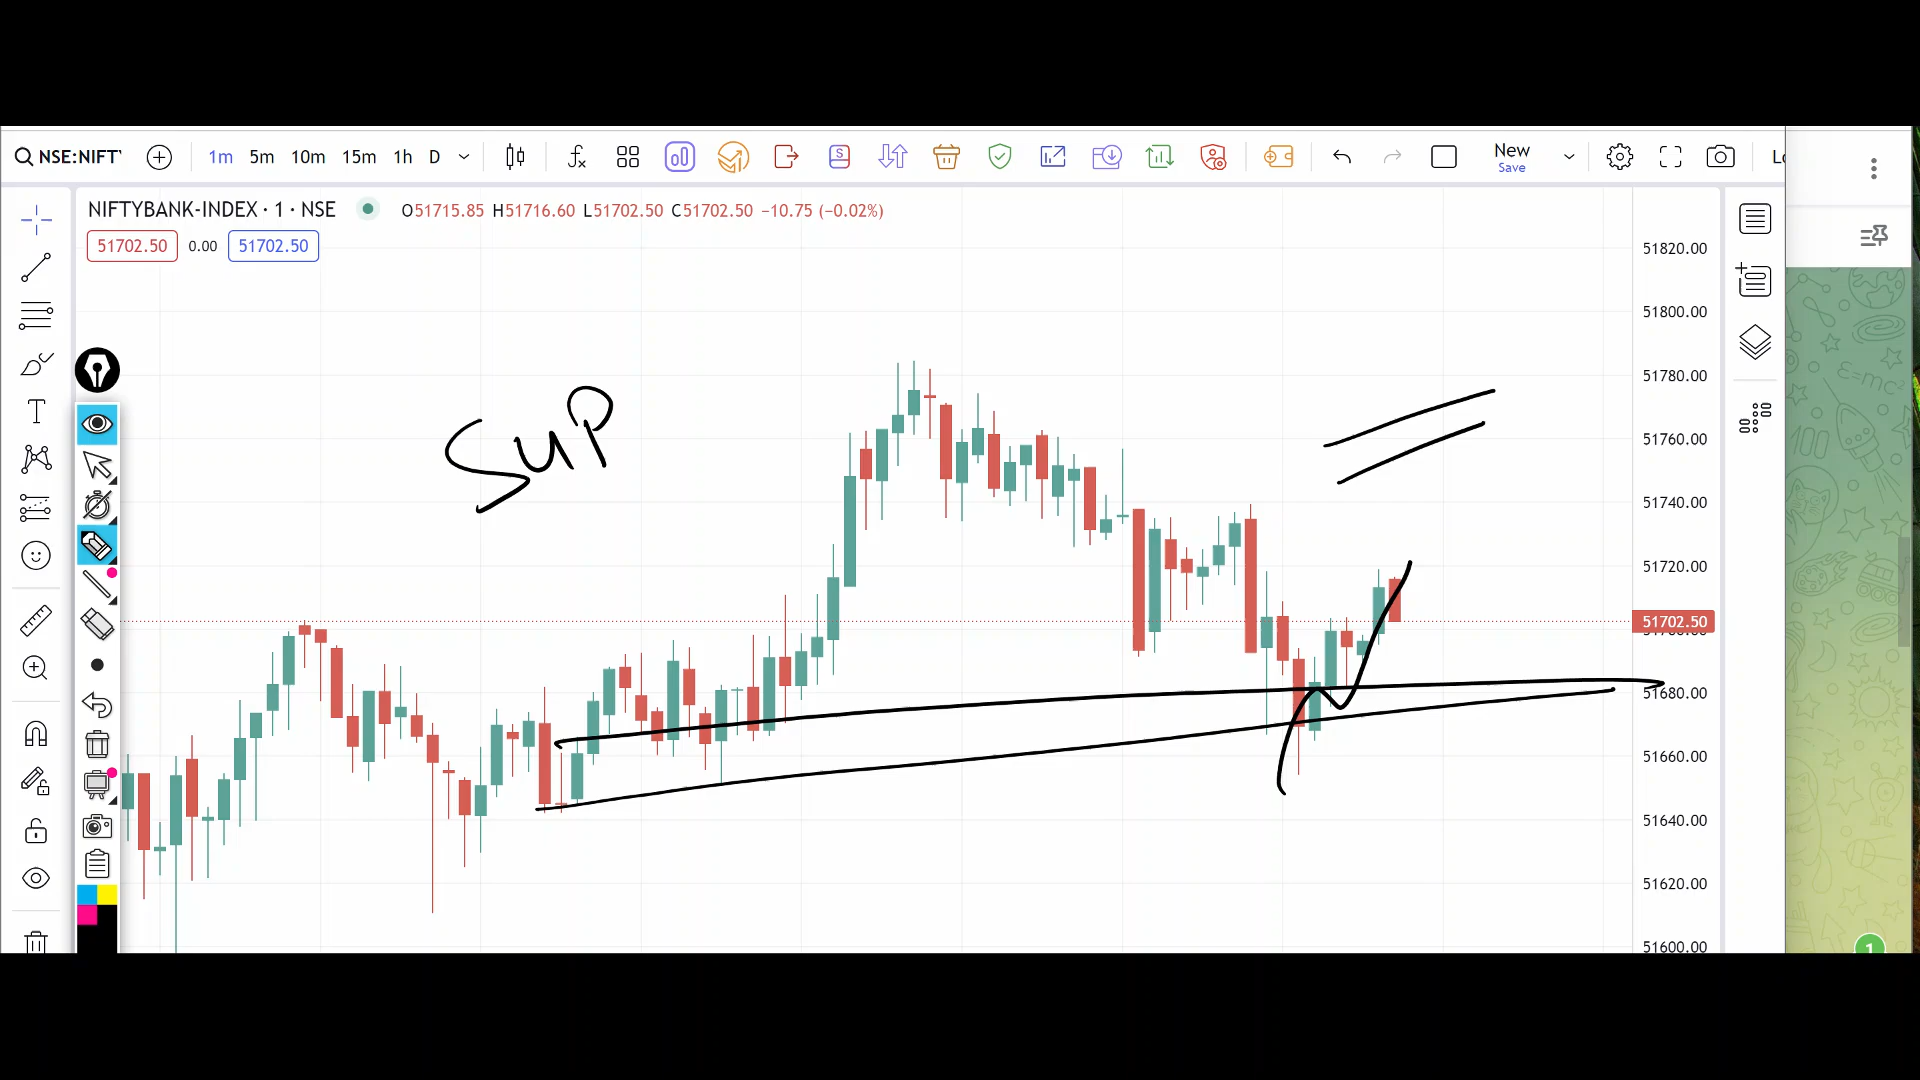 NSE:NIFTY
1m 5m 10m 15m 1h D
New
Save
NIFTYBANK-INDEX · 1 · NSE
O51715.85 H51716.60 L51702.50 C51702.50 −10.75 (−0.02%)
51702.50 0.00 51702.50
SUP
51820.00
51800.00
51780.00
51760.00
51740.00
51720.00
51702.50
51680.00
51660.00
51640.00
51620.00
51600.00
1